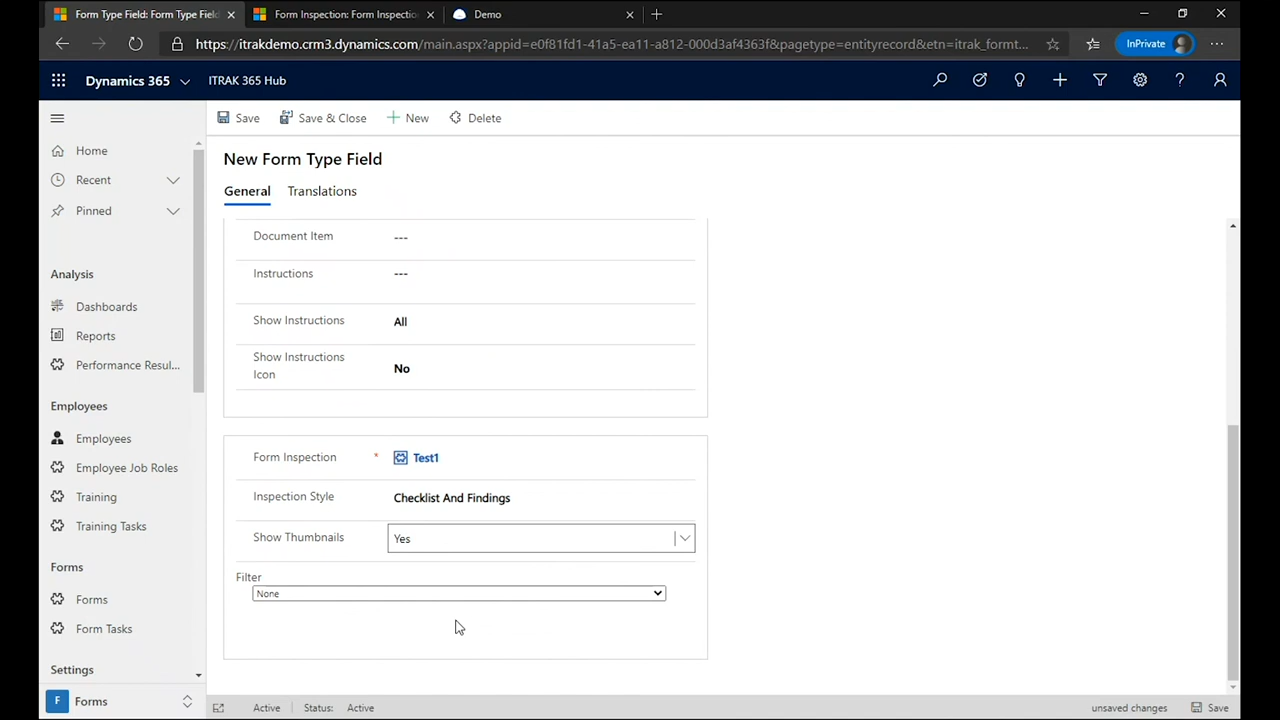 Form Type Field: Form Type Field
Form Inspection: Form Inspectio
Demo
https://itrakdemo.crm3.dynamics.com/main.aspx?appid=e0f81fd1-41a5-ea11-a812-000d3af4363f&pagetype=entityrecord&etn=itrak_formt...
InPrivate
Dynamics 365
ITRAK 365 Hub
Save
Save & Close
New
Delete
Home
Recent
Pinned
Analysis
Dashboards
Reports
Performance Resul...
Employees
Employees
Employee Job Roles
Training
Training Tasks
Forms
Forms
Form Tasks
Settings
F Forms
New Form Type Field
General
Translations
Document Item ---
Instructions ---
Show Instructions All
Show Instructions
Icon
No
Form Inspection * Test1
Inspection Style Checklist And Findings
Show Thumbnails Yes
Filter
None
Active
Status: Active
unsaved changes
Save